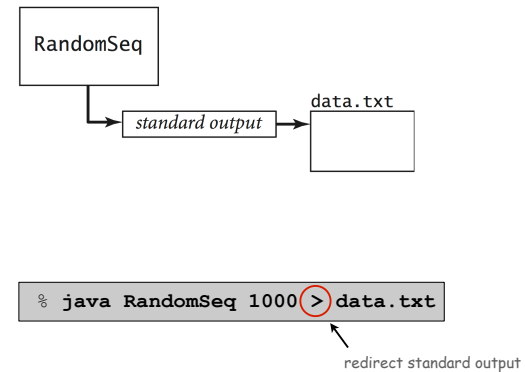 RandomSeq
data.txt
standard output
% java RandomSeq 1000 > data.txt
redirect standard output